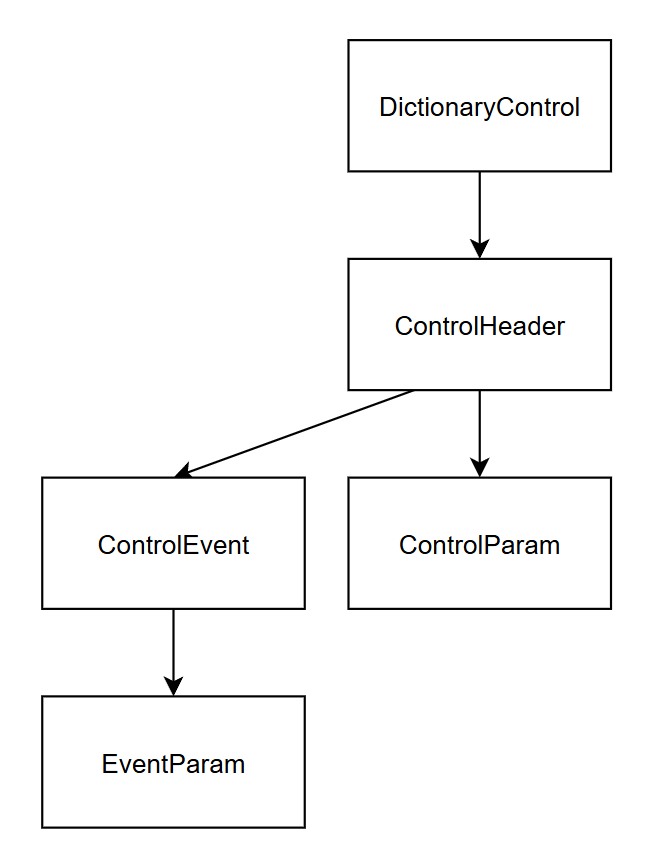 DictionaryControl
ControlHeader
ControlEvent
ControlParam
EventParam